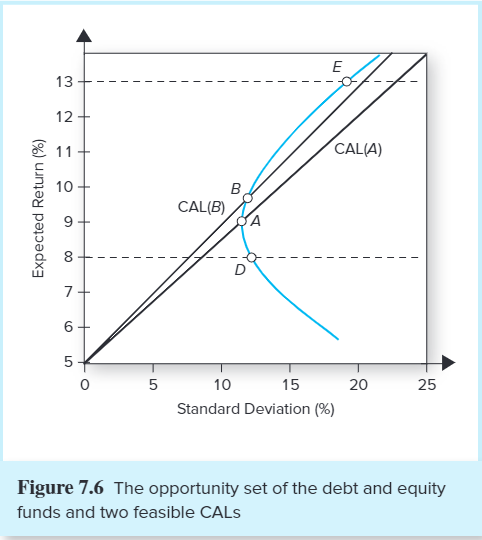 E
13
12
11
CAL(A)
10
B
CAL(B)
9
A
8
D
7
6
5
0
5
10
15
20
25
Expected Return (%)
Standard Deviation (%)
Figure 7.6 The opportunity set of the debt and equity
funds and two feasible CALs